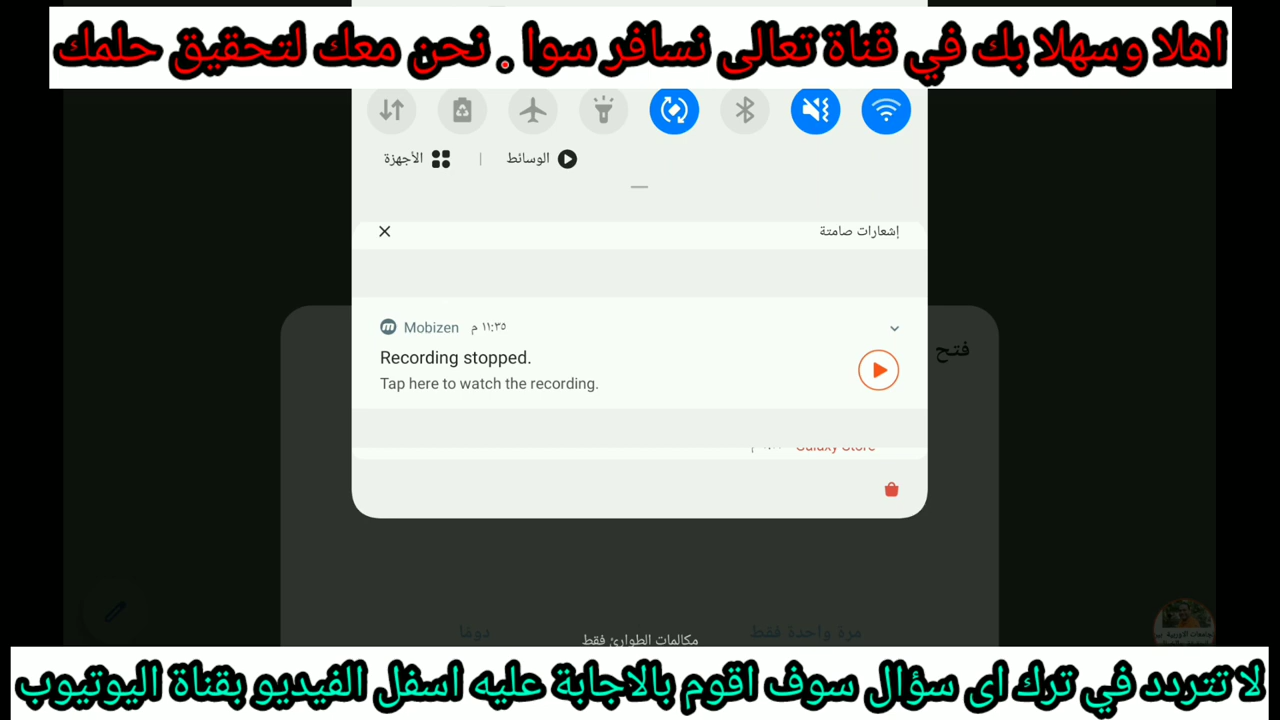 اهلا وسهلا بك في قناة تعالى نسافر سوا . نحن معك لتحقيق حلمك
الوسائط | الأجهزة
إشعارات صامتة
Mobizen ١١:٣٥ م
Recording stopped.
فتح
Tap here to watch the recording.
Galaxy Store
مرة واحدة فقط
دومًا
مكالمات الطوارئ فقط
لا تتردد في ترك اى سؤال سوف اقوم بالاجابة عليه اسفل الفيديو بقناة اليوتيوب